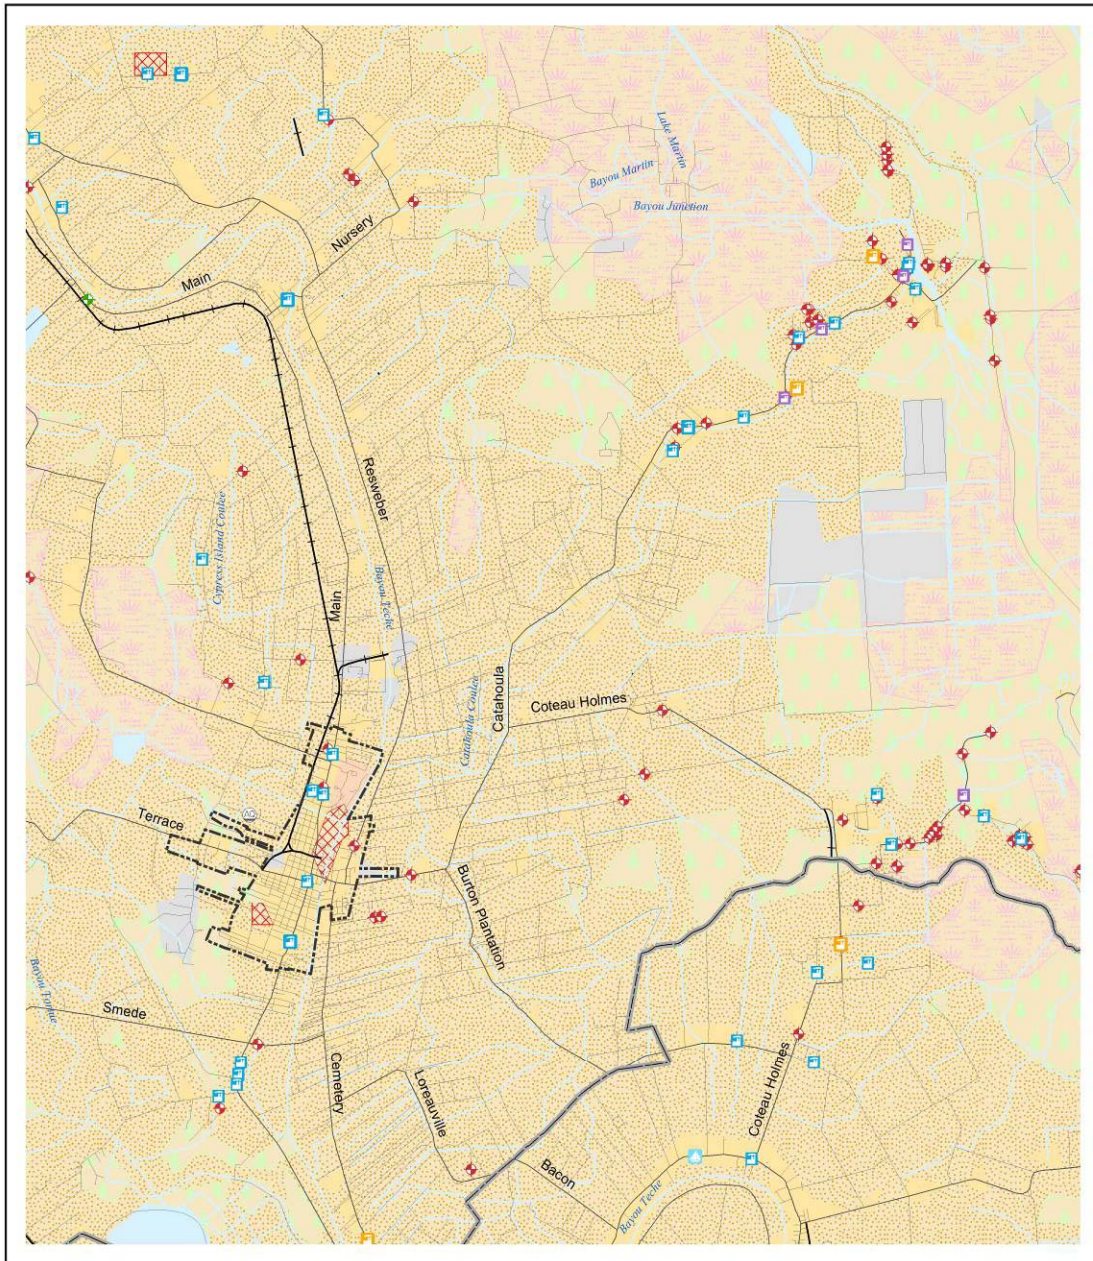 Lake Martin
Bayou Martin
Bayou Junction
Nursery
Main
Resweber
Cypress Island Coulee
Bayou Teche
Main
Catahoula Coulee
Catahoula
Coteau Holmes
Terrace
AQ
Burton Plantation
Bayou Tortue
Smede
Cemetery
Loreauville
Coteau Holmes
Bacon
Bayou Teche